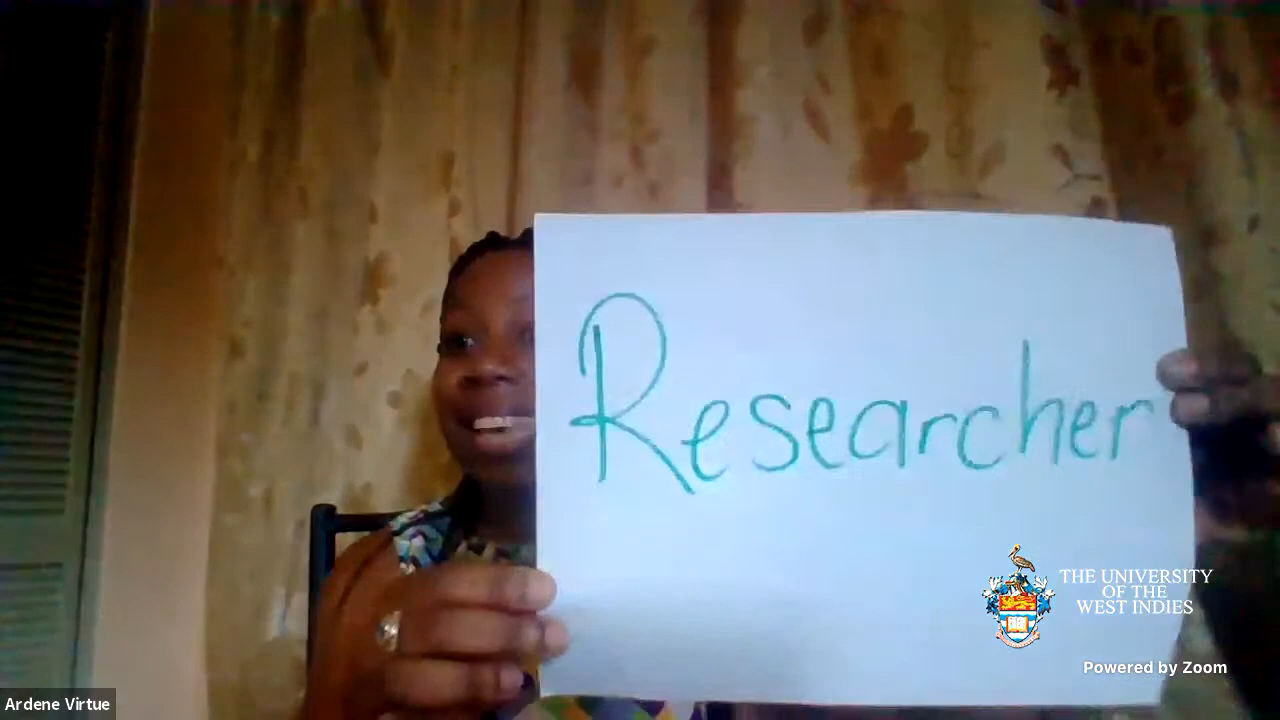 Researcher
THE UNIVERSITY
OF THE
WEST INDIES
Powered by Zoom
Ardene Virtue